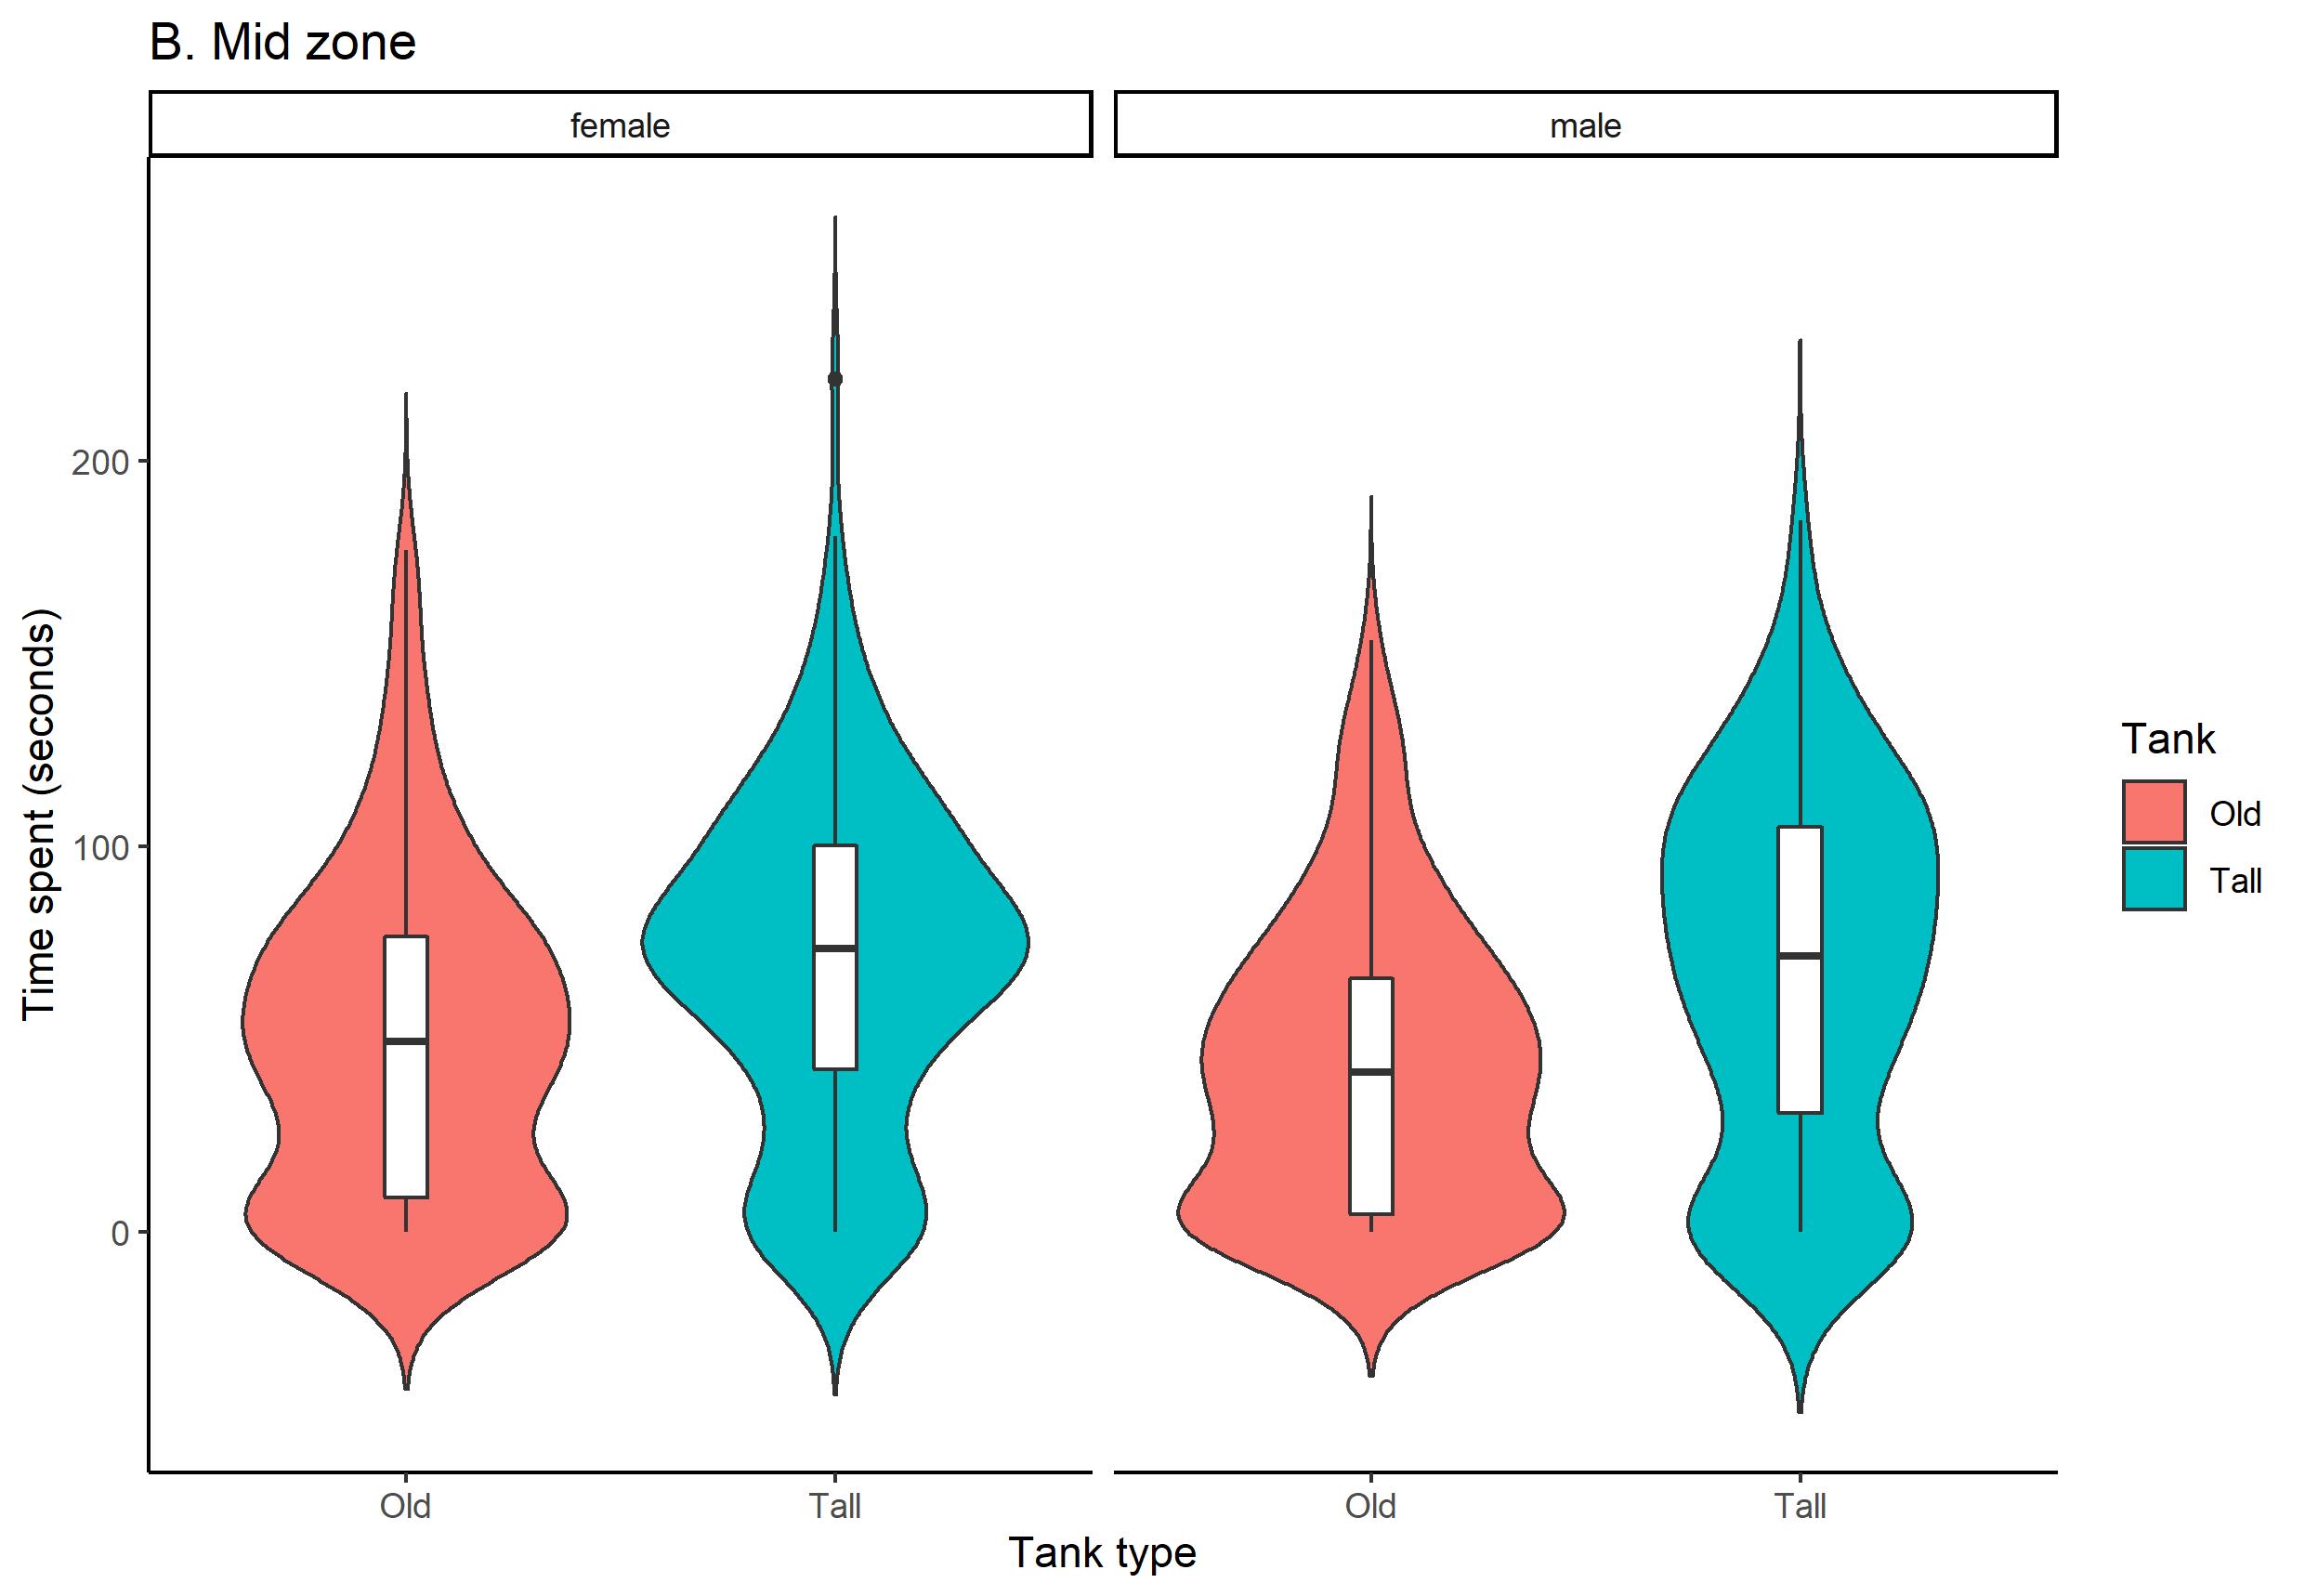 B. Mid zone
female
male
Time spent (seconds)
200
100
0
Old
Tall
Old
Tall
Tank type
Tank
Old
Tall